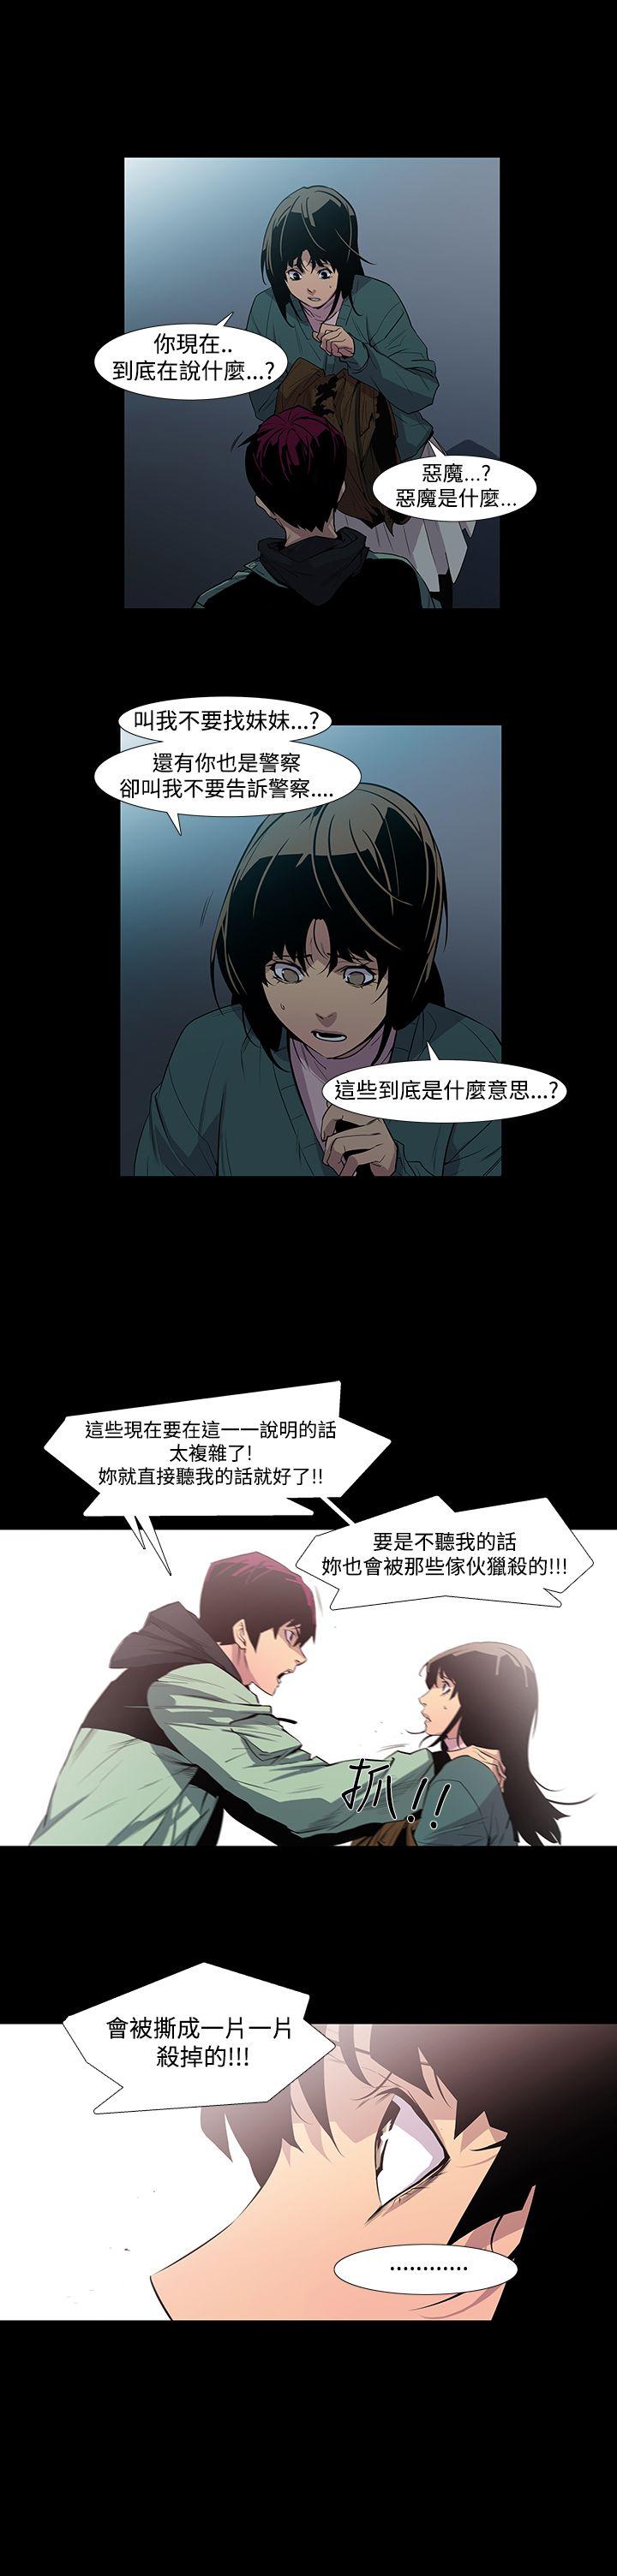 你現在..
到底在說什麼...?
惡魔...?
惡魔是什麼...
叫我不要找妹妹...?
還有你也是警察
卻叫我不要告訴警察....
這些到底是什麼意思...?
這些現在要在這一一說明的話
太複雜了!
妳就直接聽我的話就好了!!
要是不聽我的話
妳也會被那些傢伙獵殺的!!!
抓!!
會被撕成一片一片
殺掉的!!!
............